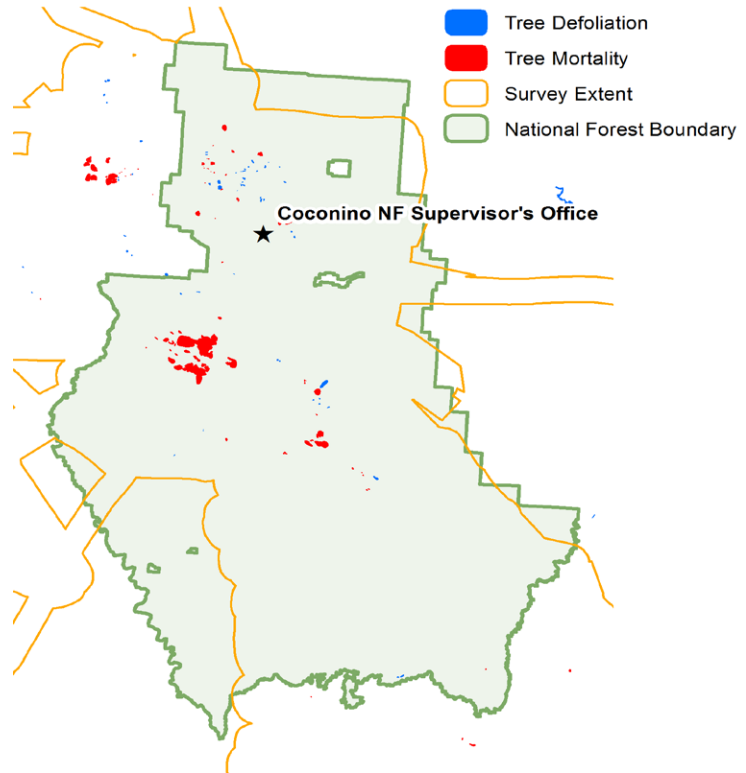 Tree Defoliation
Tree Mortality
Survey Extent
National Forest Boundary
Coconino NF Supervisor's Office